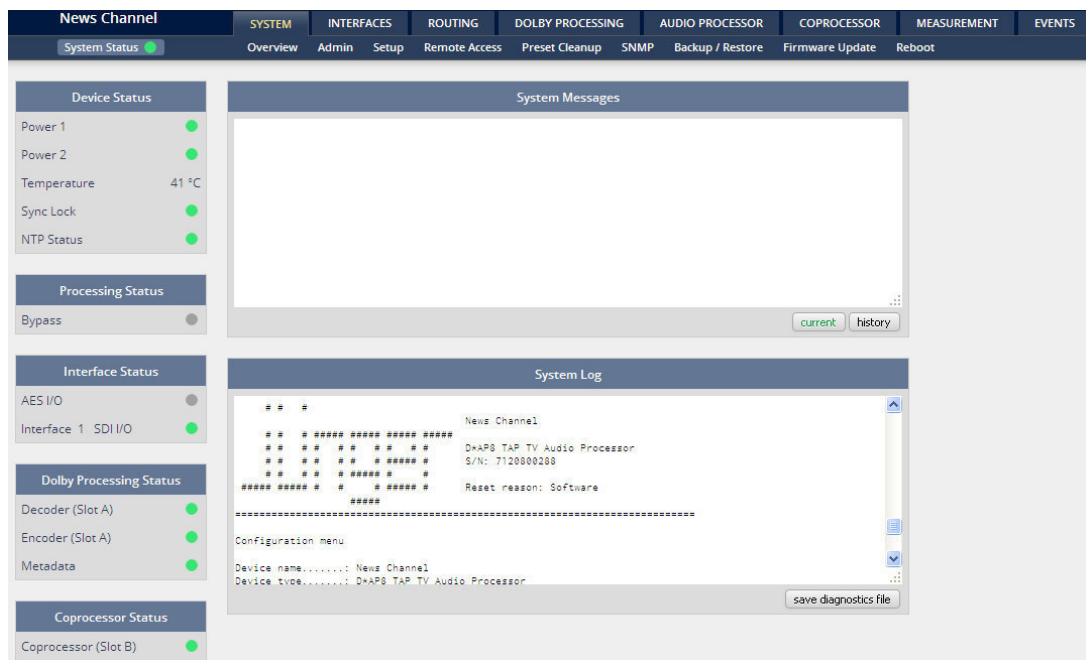 News Channel
SYSTEM INTERFACES ROUTING DOLBY PROCESSING AUDIO PROCESSOR COPROCESSOR MEASUREMENT EVENTS
System Status
Overview Admin Setup Remote Access Preset Cleanup SNMP Backup / Restore Firmware Update Reboot
Device Status
Power 1
Power 2
Temperature 41 °C
Sync Lock
NTP Status
Processing Status
Bypass
Interface Status
AES I/O
Interface 1 SDI I/O
Dolby Processing Status
Decoder (Slot A)
Encoder (Slot A)
Metadata
Coprocessor Status
Coprocessor (Slot B)
System Messages
current history
System Log
News Channel
D*AP8 TAP TV Audio Processor
S/N: 7120800288
Reset reason: Software
Configuration menu
Device name.......: News Channel
Device type.......: D*AP8 TAP TV Audio Processor
save diagnostics file